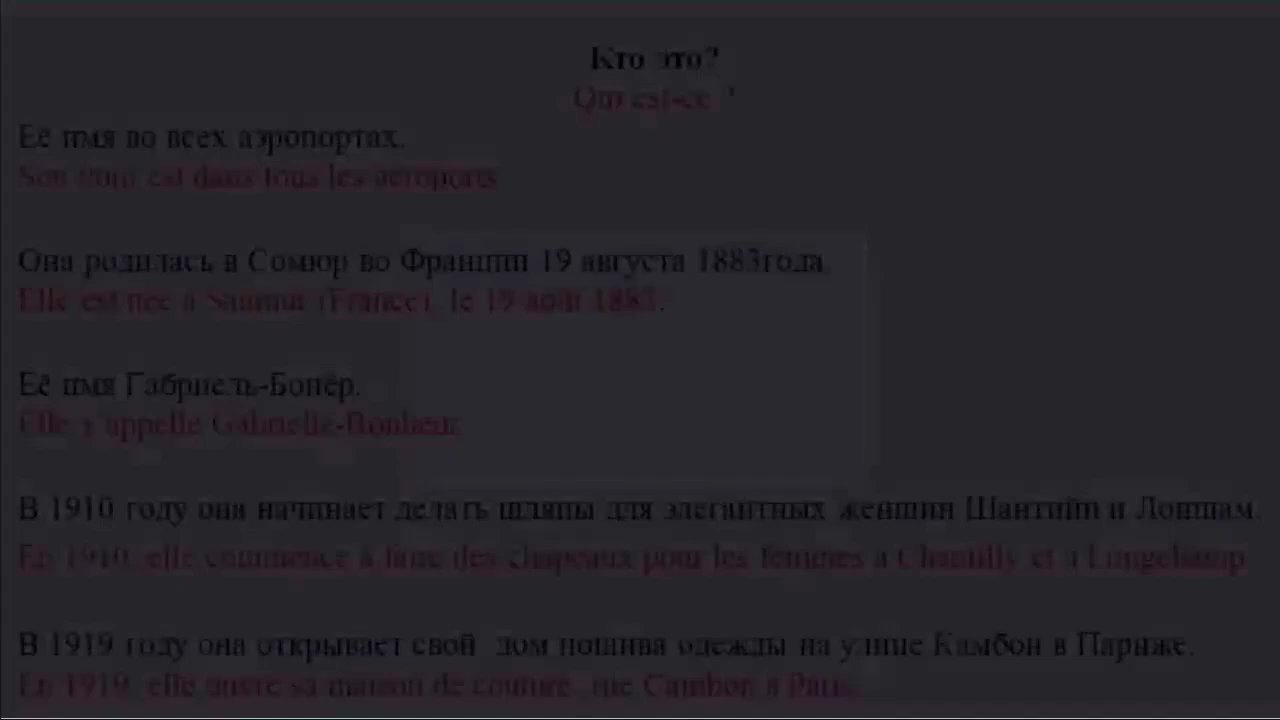 Кто это?
Qui est-ce ?
Её имя во всех аэропортах.
Son nom est dans tous les aéroports
Она родилась в Сомюр во Франции 19 августа 1883года.
Elle est née à Saumur (France), le 19 août 1883.
Её имя Габриель-Бонёр.
Elle s'appelle Gabrielle-Bonheur
В 1910 году она начинает делать шляпы для элегантных женщин Шантийи и Лоншам.
En 1910, elle commence à faire des chapeaux pour les femmes à Chantilly et à Longchamp
В 1919 году она открывает свой дом пошива одежды на улице Камбон в Париже.
En 1919, elle ouvre sa maison de couture, rue Cambon à Paris.